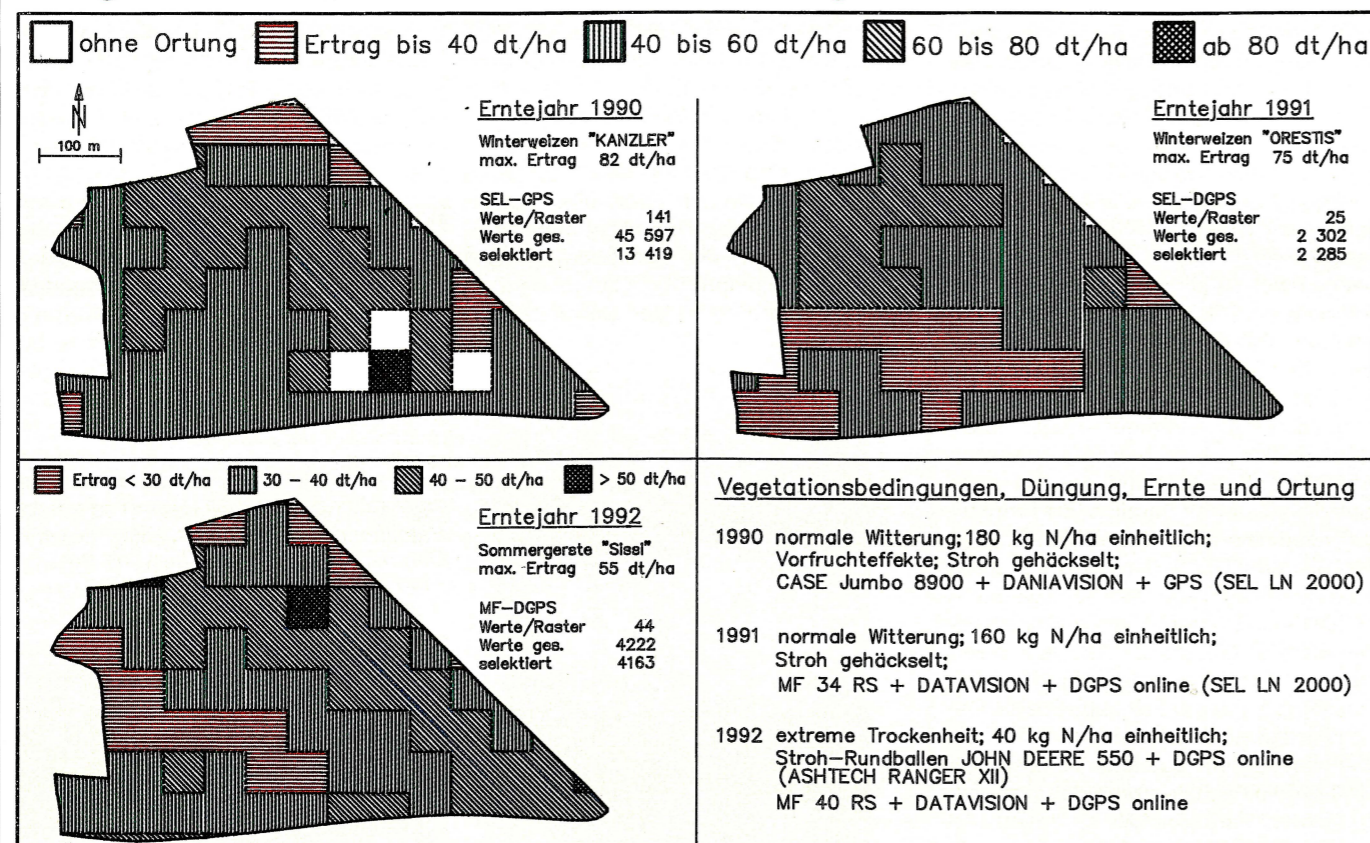 ohne Ortung Ertrag bis 40 dt/ha 40 bis 60 dt/ha 60 bis 80 dt/ha ab 80 dt/ha
N
100 m
Erntejahr 1990
Winterweizen "KANZLER"
max. Ertrag 82 dt/ha
SEL-GPS
Werte/Raster 141
Werte ges. 45 597
selektiert 13 419
Erntejahr 1991
Winterweizen "ORESTIS"
max. Ertrag 75 dt/ha
SEL-DGPS
Werte/Raster 25
Werte ges. 2 302
selektiert 2 285
Ertrag < 30 dt/ha 30 - 40 dt/ha 40 - 50 dt/ha > 50 dt/ha
Erntejahr 1992
Sommergerste "Sissi"
max. Ertrag 55 dt/ha
MF-DGPS
Werte/Raster 44
Werte ges. 4222
selektiert 4163
Vegetationsbedingungen, Düngung, Ernte und Ortung
1990 normale Witterung; 180 kg N/ha einheitlich;
Vorfruchteffekte; Stroh gehäckselt;
CASE Jumbo 8900 + DANIAVISION + GPS (SEL LN 2000)
1991 normale Witterung; 160 kg N/ha einheitlich;
Stroh gehäckselt;
MF 34 RS + DATAVISION + DGPS online (SEL LN 2000)
1992 extreme Trockenheit; 40 kg N/ha einheitlich;
Stroh-Rundballen JOHN DEERE 550 + DGPS online
(ASHTECH RANGER XII)
MF 40 RS + DATAVISION + DGPS online